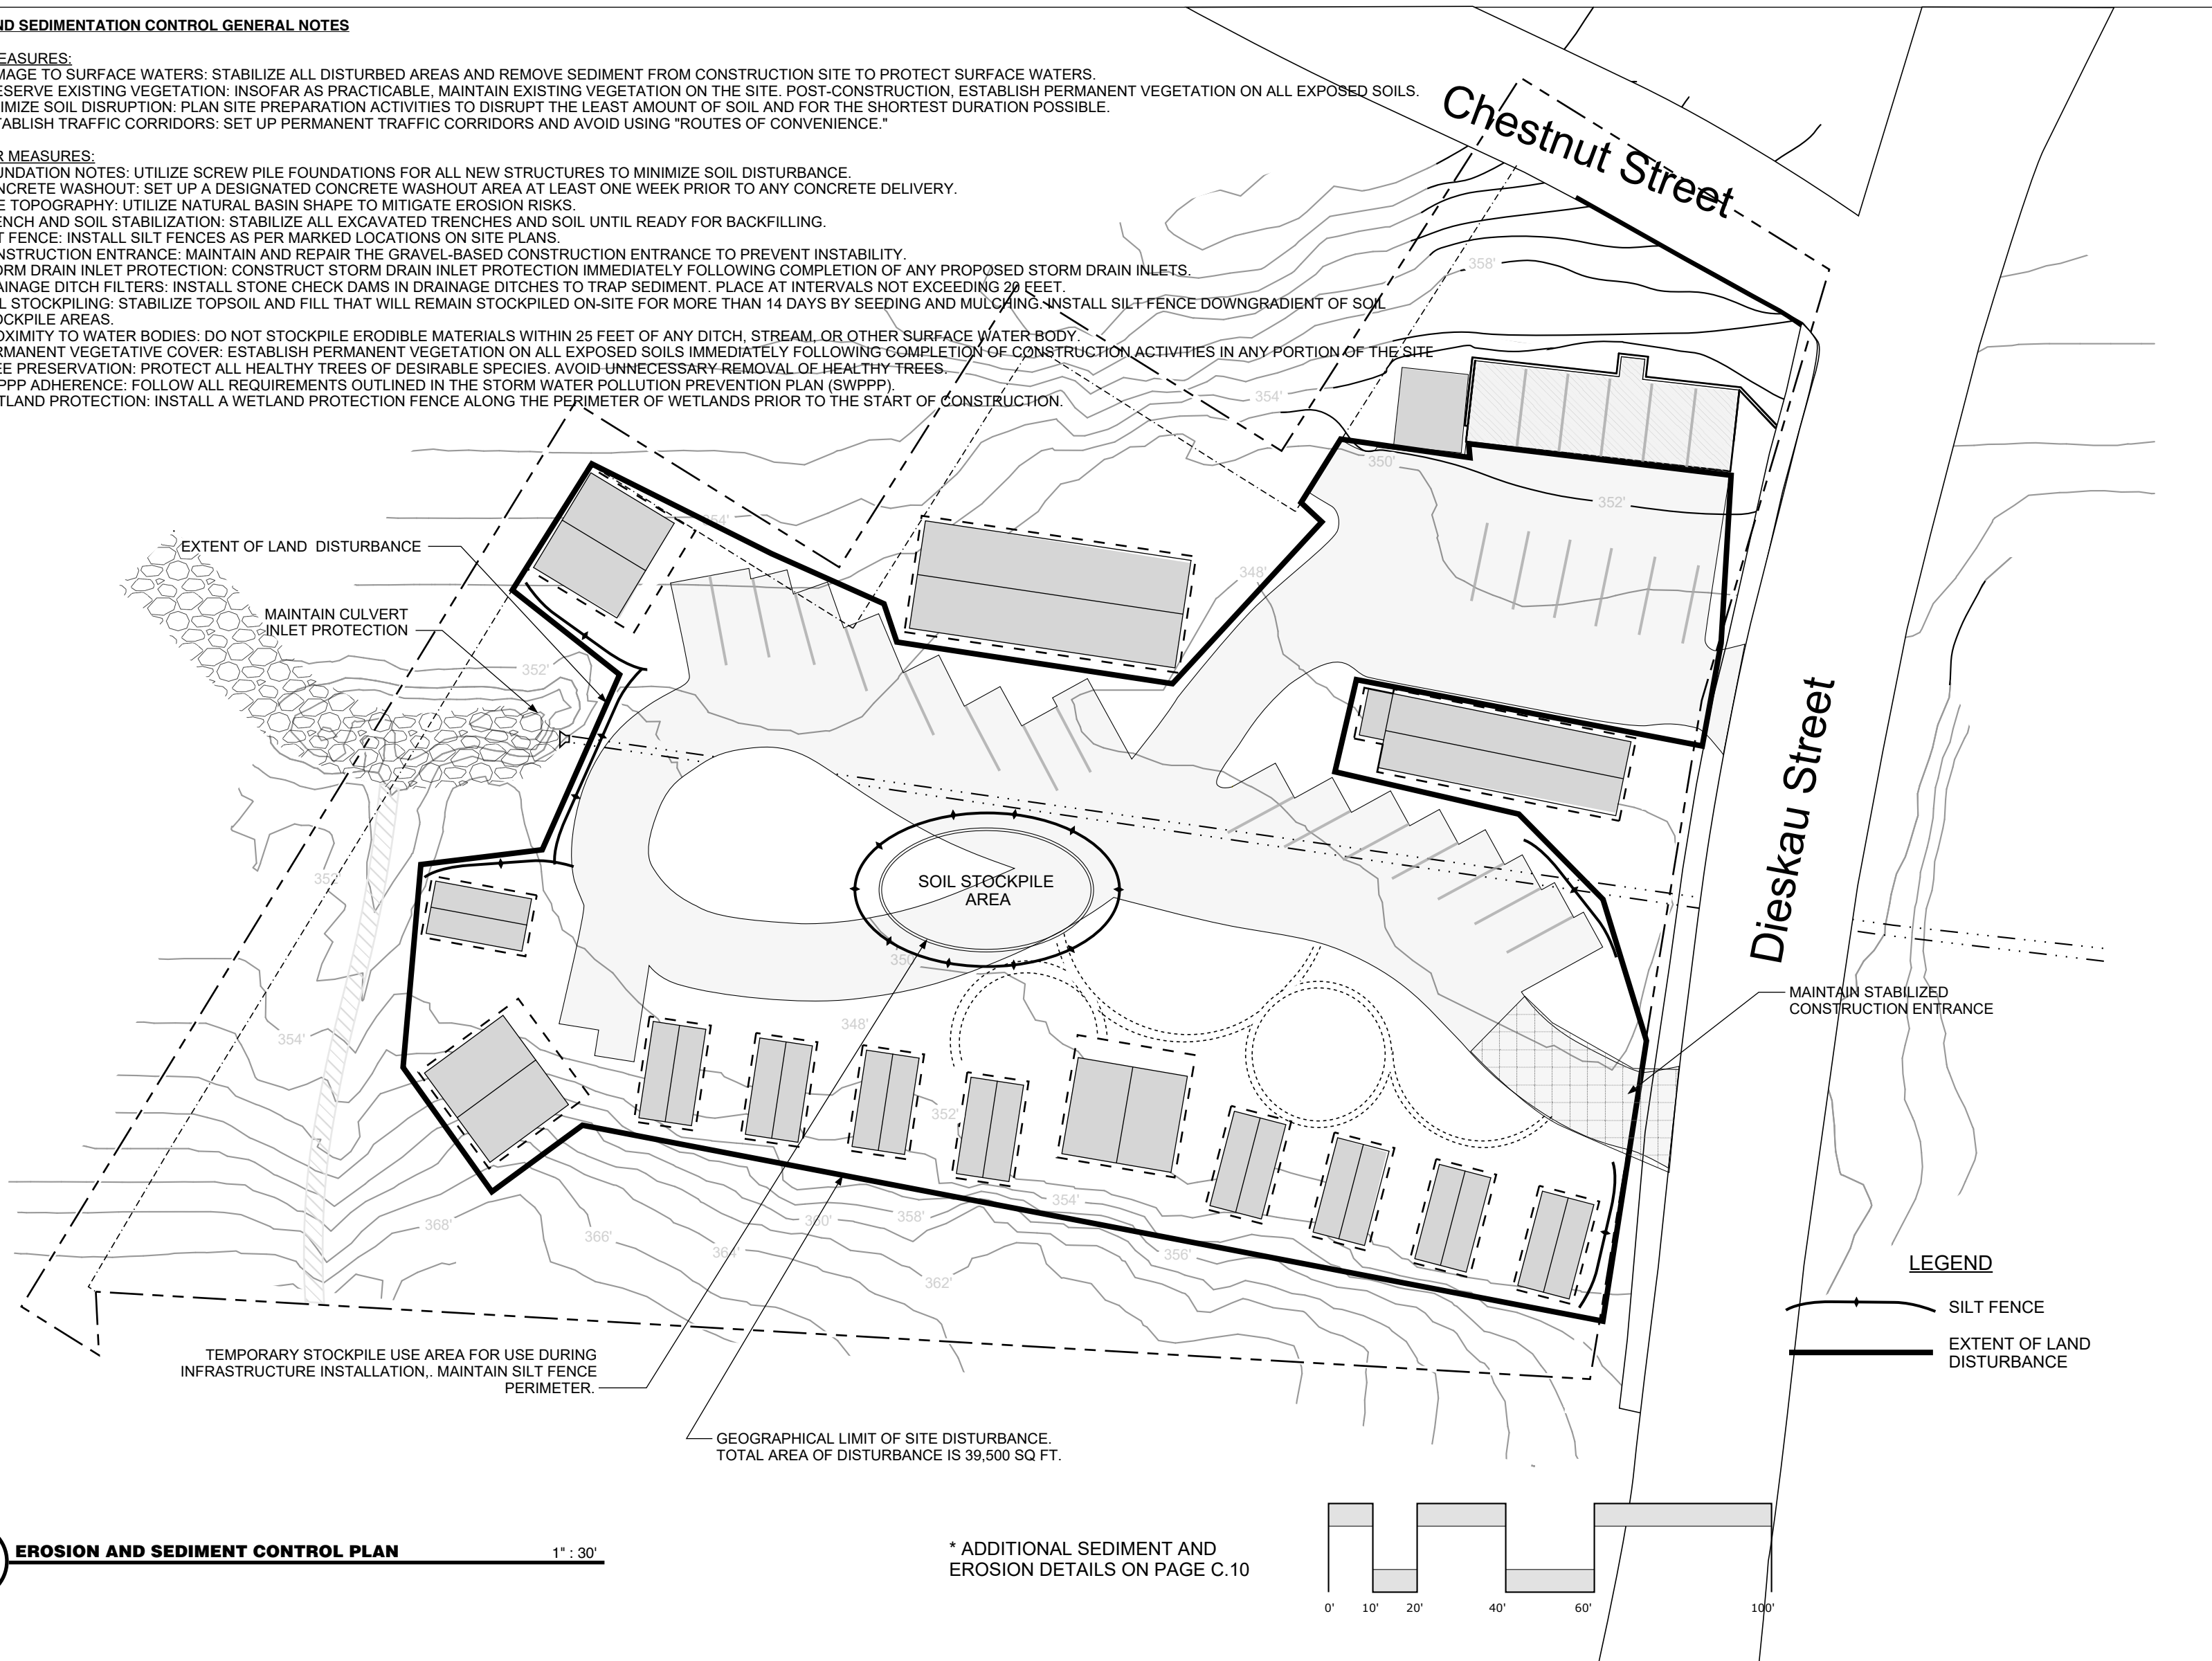 ND SEDIMENTATION CONTROL GENERAL NOTES
EASURES:
MAGE TO SURFACE WATERS: STABILIZE ALL DISTURBED AREAS AND REMOVE SEDIMENT FROM CONSTRUCTION SITE TO PROTECT SURFACE WATERS.
ESERVE EXISTING VEGETATION: INSOFAR AS PRACTICABLE, MAINTAIN EXISTING VEGETATION ON THE SITE. POST-CONSTRUCTION, ESTABLISH PERMANENT VEGETATION ON ALL EXPOSED SOILS.
IMIZE SOIL DISRUPTION: PLAN SITE PREPARATION ACTIVITIES TO DISRUPT THE LEAST AMOUNT OF SOIL AND FOR THE SHORTEST DURATION POSSIBLE.
TABLISH TRAFFIC CORRIDORS: SET UP PERMANENT TRAFFIC CORRIDORS AND AVOID USING "ROUTES OF CONVENIENCE."
R MEASURES:
UNDATION NOTES: UTILIZE SCREW PILE FOUNDATIONS FOR ALL NEW STRUCTURES TO MINIMIZE SOIL DISTURBANCE.
NCRETE WASHOUT: SET UP A DESIGNATED CONCRETE WASHOUT AREA AT LEAST ONE WEEK PRIOR TO ANY CONCRETE DELIVERY.
E TOPOGRAPHY: UTILIZE NATURAL BASIN SHAPE TO MITIGATE EROSION RISKS.
ENCH AND SOIL STABILIZATION: STABILIZE ALL EXCAVATED TRENCHES AND SOIL UNTIL READY FOR BACKFILLING.
T FENCE: INSTALL SILT FENCES AS PER MARKED LOCATIONS ON SITE PLANS.
NSTRUCTION ENTRANCE: MAINTAIN AND REPAIR THE GRAVEL-BASED CONSTRUCTION ENTRANCE TO PREVENT INSTABILITY.
ORM DRAIN INLET PROTECTION: CONSTRUCT STORM DRAIN INLET PROTECTION IMMEDIATELY FOLLOWING COMPLETION OF ANY PROPOSED STORM DRAIN INLETS.
AINAGE DITCH FILTERS: INSTALL STONE CHECK DAMS IN DRAINAGE DITCHES TO TRAP SEDIMENT. PLACE AT INTERVALS NOT EXCEEDING 20 FEET.
L STOCKPILING: STABILIZE TOPSOIL AND FILL THAT WILL REMAIN STOCKPILED ON-SITE FOR MORE THAN 14 DAYS BY SEEDING AND MULCHING. INSTALL SILT FENCE DOWNGRADIENT OF SOIL
OCKPILE AREAS.
OXIMITY TO WATER BODIES: DO NOT STOCKPILE ERODIBLE MATERIALS WITHIN 25 FEET OF ANY DITCH, STREAM, OR OTHER SURFACE WATER BODY.
RMANENT VEGETATIVE COVER: ESTABLISH PERMANENT VEGETATION ON ALL EXPOSED SOILS IMMEDIATELY FOLLOWING COMPLETION OF CONSTRUCTION ACTIVITIES IN ANY PORTION OF THE SITE
EE PRESERVATION: PROTECT ALL HEALTHY TREES OF DESIRABLE SPECIES. AVOID UNNECESSARY REMOVAL OF HEALTHY TREES.
PPP ADHERENCE: FOLLOW ALL REQUIREMENTS OUTLINED IN THE STORM WATER POLLUTION PREVENTION PLAN (SWPPP).
TLAND PROTECTION: INSTALL A WETLAND PROTECTION FENCE ALONG THE PERIMETER OF WETLANDS PRIOR TO THE START OF CONSTRUCTION.
Chestnut Street
358'
354'
350'
352'
354'
EXTENT OF LAND DISTURBANCE
348'
MAINTAIN CULVERT
INLET PROTECTION
352'
Dieskau Street
352'
SOIL STOCKPILE
AREA
350'
MAINTAIN STABILIZED
CONSTRUCTION ENTRANCE
348'
354'
352'
354'
368'
360'
358'
366'
364'
356'
362'
LEGEND
SILT FENCE
EXTENT OF LAND
DISTURBANCE
TEMPORARY STOCKPILE USE AREA FOR USE DURING
INFRASTRUCTURE INSTALLATION,. MAINTAIN SILT FENCE
PERIMETER.
GEOGRAPHICAL LIMIT OF SITE DISTURBANCE.
TOTAL AREA OF DISTURBANCE IS 39,500 SQ FT.
EROSION AND SEDIMENT CONTROL PLAN 1" : 30'
* ADDITIONAL SEDIMENT AND
EROSION DETAILS ON PAGE C.10
0' 10' 20' 40' 60' 100'